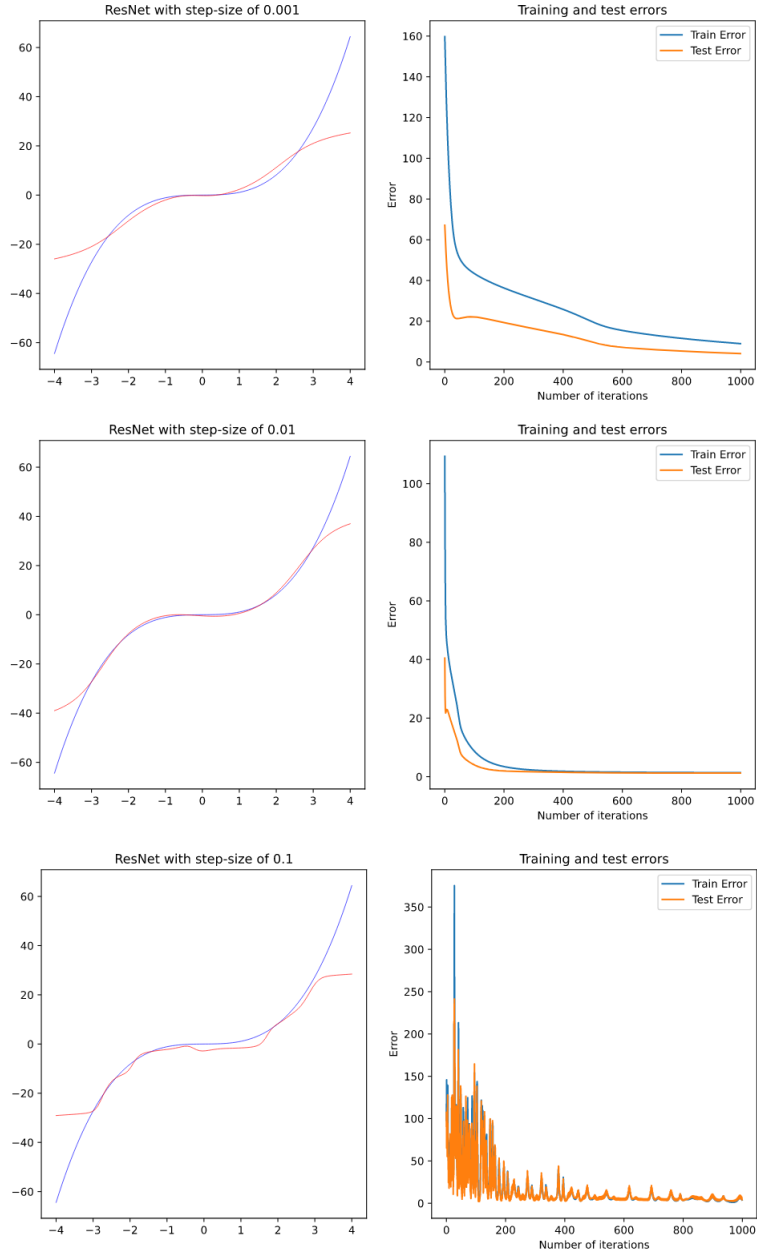 ResNet with step-size of 0.001
60
40
20
0
−20
−40
−60
−4 −3 −2 −1 0 1 2 3 4
Training and test errors
Train Error
Test Error
160
140
120
100
80
60
40
20
0
Error
0 200 400 600 800 1000
Number of iterations
ResNet with step-size of 0.01
60
40
20
0
−20
−40
−60
−4 −3 −2 −1 0 1 2 3 4
Training and test errors
Train Error
Test Error
100
80
60
40
20
0
Error
0 200 400 600 800 1000
Number of iterations
ResNet with step-size of 0.1
60
40
20
0
−20
−40
−60
−4 −3 −2 −1 0 1 2 3 4
Training and test errors
Train Error
Test Error
350
300
250
200
150
100
50
0
Error
0 200 400 600 800 1000
Number of iterations